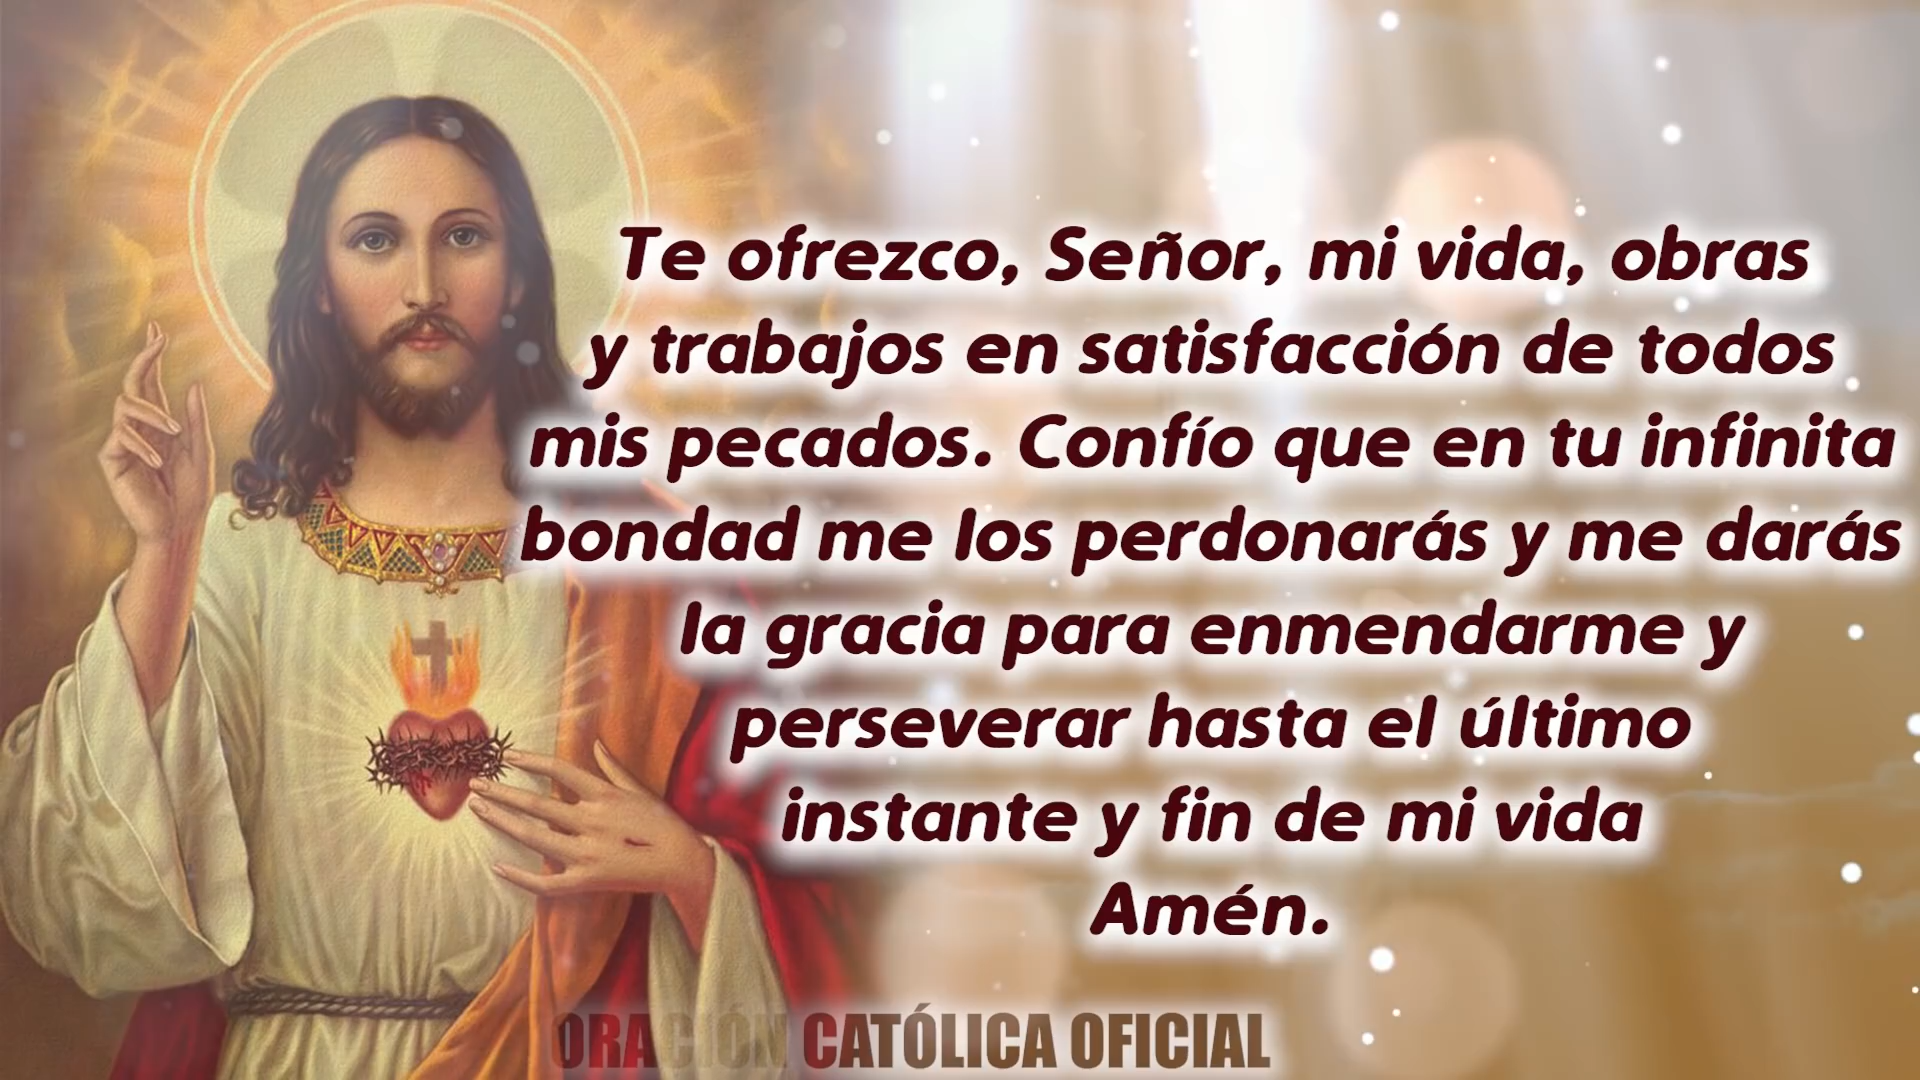 Te ofrezco, Señor, mi vida, obras
y trabajos en satisfacción de todos
mis pecados. Confío que en tu infinita
bondad me los perdonarás y me darás
la gracia para enmendarme y
perseverar hasta el último
instante y fin de mi vida
Amén.
ORACIÓN CATÓLICA OFICIAL